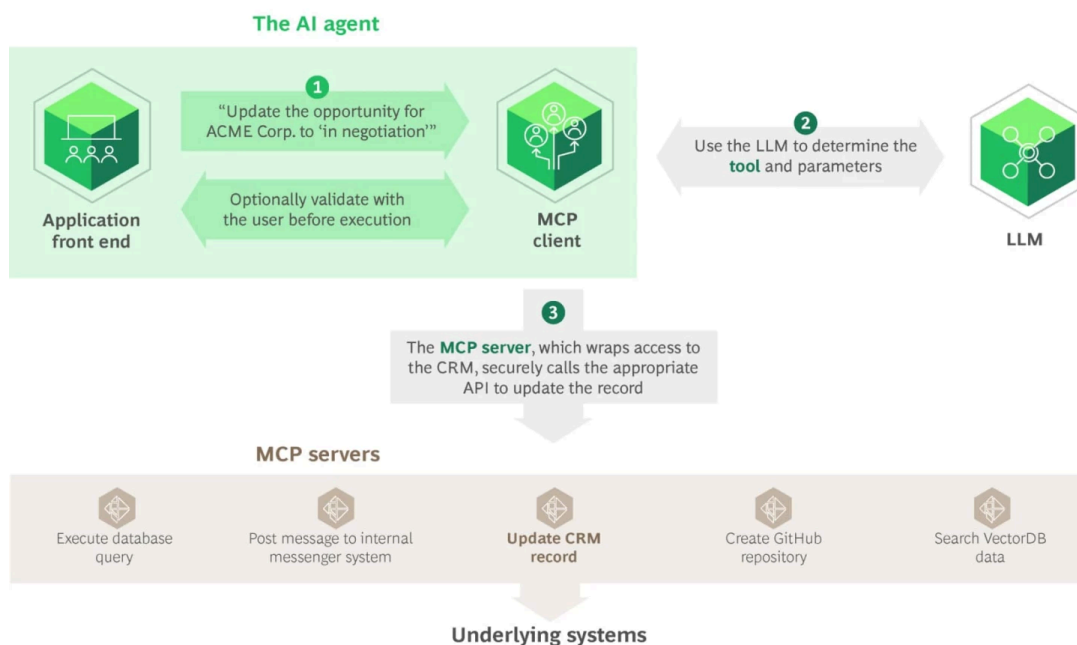 The AI agent
1
“Update the opportunity for
ACME Corp. to ‘in negotiation’”
Optionally validate with
the user before execution
Application
front end
MCP
client
2
Use the LLM to determine the
tool and parameters
LLM
3
The MCP server, which wraps access to
the CRM, securely calls the appropriate
API to update the record
MCP servers
Execute database
query
Post message to internal
messenger system
Update CRM
record
Create GitHub
repository
Search VectorDB
data
Underlying systems